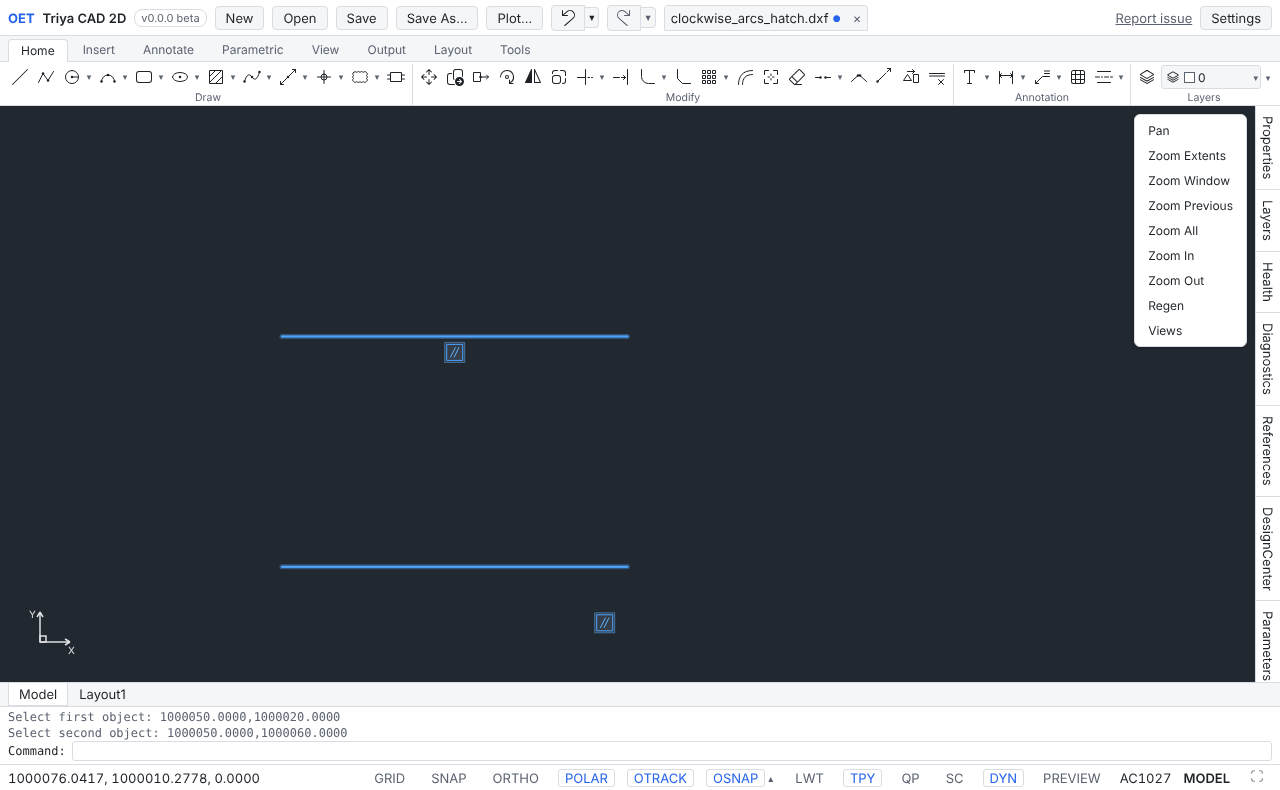 OET Triya CAD 2D v0.0.0 beta New Open Save Save As... Plot... clockwise_arcs_hatch.dxf × Report issue Settings
Home Insert Annotate Parametric View Output Layout Tools
0
Draw Modify Annotation Layers
Pan
Zoom Extents
Zoom Window
Zoom Previous
Zoom All
Zoom In
Zoom Out
Regen
Views
Properties
Layers
Health
Diagnostics
References
DesignCenter
Parameters
Y
X
Model Layout1
Select first object: 1000050.0000,1000020.0000
Select second object: 1000050.0000,1000060.0000
Command:
1000076.0417, 1000010.2778, 0.0000 GRID SNAP ORTHO POLAR OTRACK OSNAP LWT TPY QP SC DYN PREVIEW AC1027 MODEL